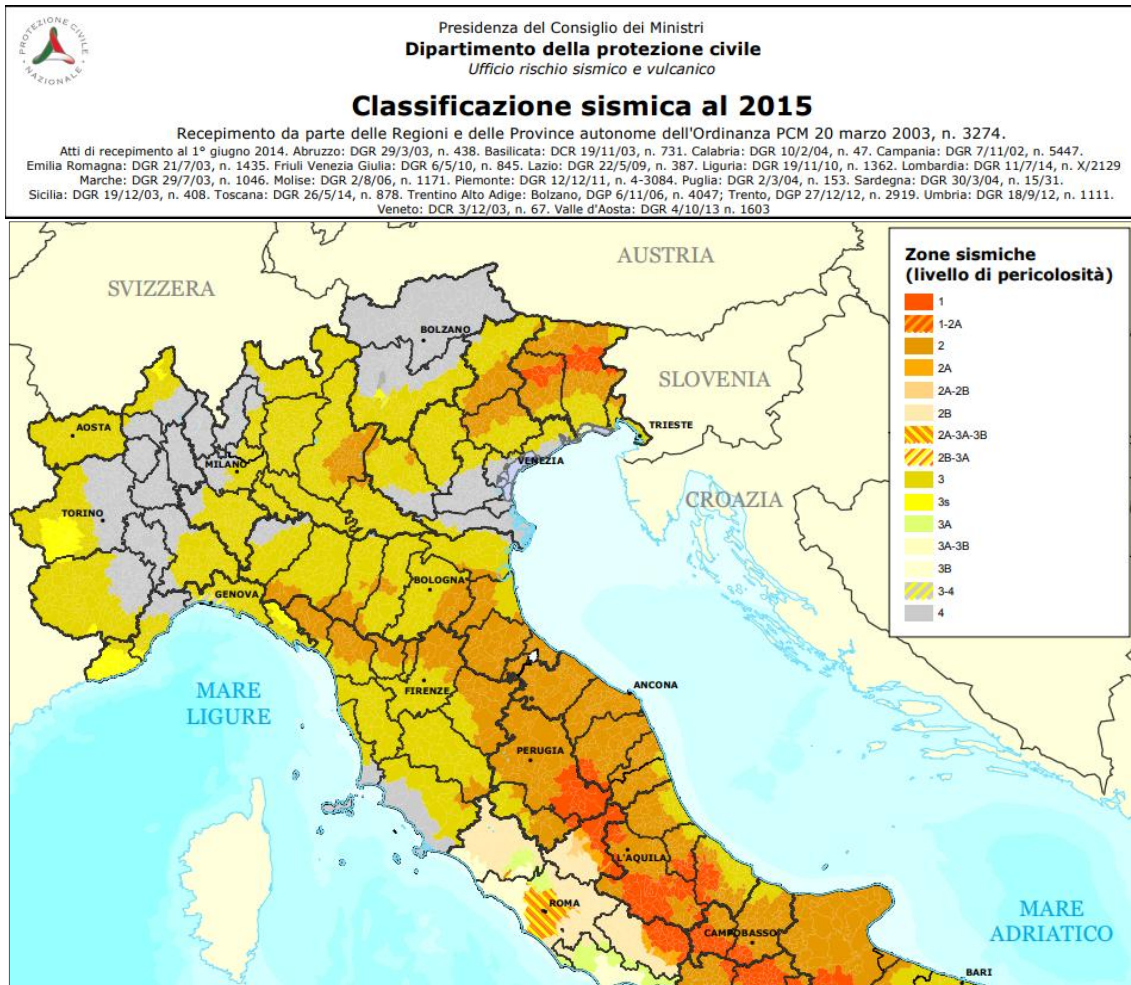 PROTEZIONE CIVILE
NAZIONALE
Presidenza del Consiglio dei Ministri
Dipartimento della protezione civile
Ufficio rischio sismico e vulcanico
Classificazione sismica al 2015
Recepimento da parte delle Regioni e delle Province autonome dell'Ordinanza PCM 20 marzo 2003, n. 3274.
Atti di recepimento al 1° giugno 2014. Abruzzo: DGR 29/3/03, n. 438. Basilicata: DCR 19/11/03, n. 731. Calabria: DGR 10/2/04, n. 47. Campania: DGR 7/11/02, n. 5447.
Emilia Romagna: DGR 21/7/03, n. 1435. Friuli Venezia Giulia: DGR 6/5/10, n. 845. Lazio: DGR 22/5/09, n. 387. Liguria: DGR 19/11/10, n. 1362. Lombardia: DGR 11/7/14, n. X/2129
Marche: DGR 29/7/03, n. 1046. Molise: DGR 2/8/06, n. 1171. Piemonte: DGR 12/12/11, n. 4-3084. Puglia: DGR 2/3/04, n. 153. Sardegna: DGR 30/3/04, n. 15/31.
Sicilia: DGR 19/12/03, n. 408. Toscana: DGR 26/5/14, n. 878. Trentino Alto Adige: Bolzano, DGP 6/11/06, n. 4047; Trento, DGP 27/12/12, n. 2919. Umbria: DGR 18/9/12, n. 1111.
Veneto: DCR 3/12/03, n. 67. Valle d'Aosta: DGR 4/10/13 n. 1603
Zone sismiche
(livello di pericolosità)
1
1-2A
2
2A
2A-2B
2B
2A-3A-3B
2B-3A
3
3s
3A
3A-3B
3B
3-4
4
AUSTRIA
SVIZZERA
BOLZANO
SLOVENIA
AOSTA
TRIESTE
MILANO
VENEZIA
CROAZIA
TORINO
BOLOGNA
GENOVA
FIRENZE
ANCONA
MARE
LIGURE
PERUGIA
(L'AQUILA)
ROMA
MARE
ADRIATICO
CAMPOBASSO
BARI